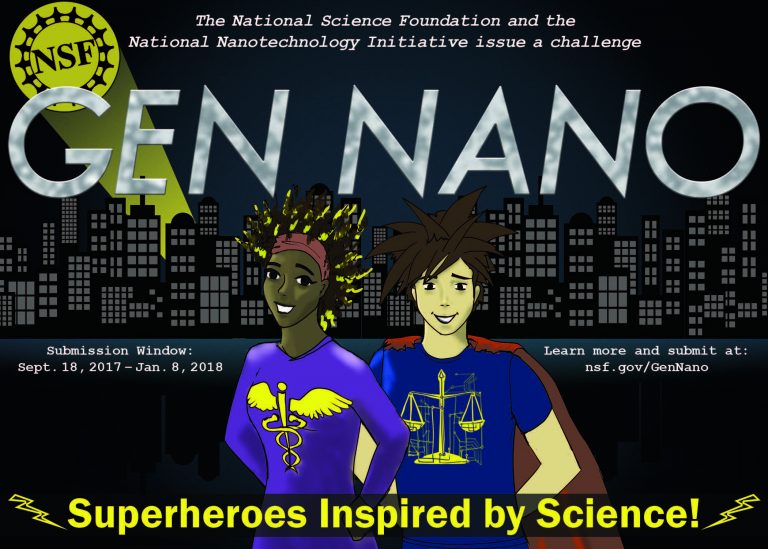 The National Science Foundation and the
National Nanotechnology Initiative issue a challenge
NSF
GEN NANO
Submission Window:
Sept. 18, 2017 – Jan. 8, 2018
Learn more and submit at:
nsf.gov/GenNano
Superheroes Inspired by Science!